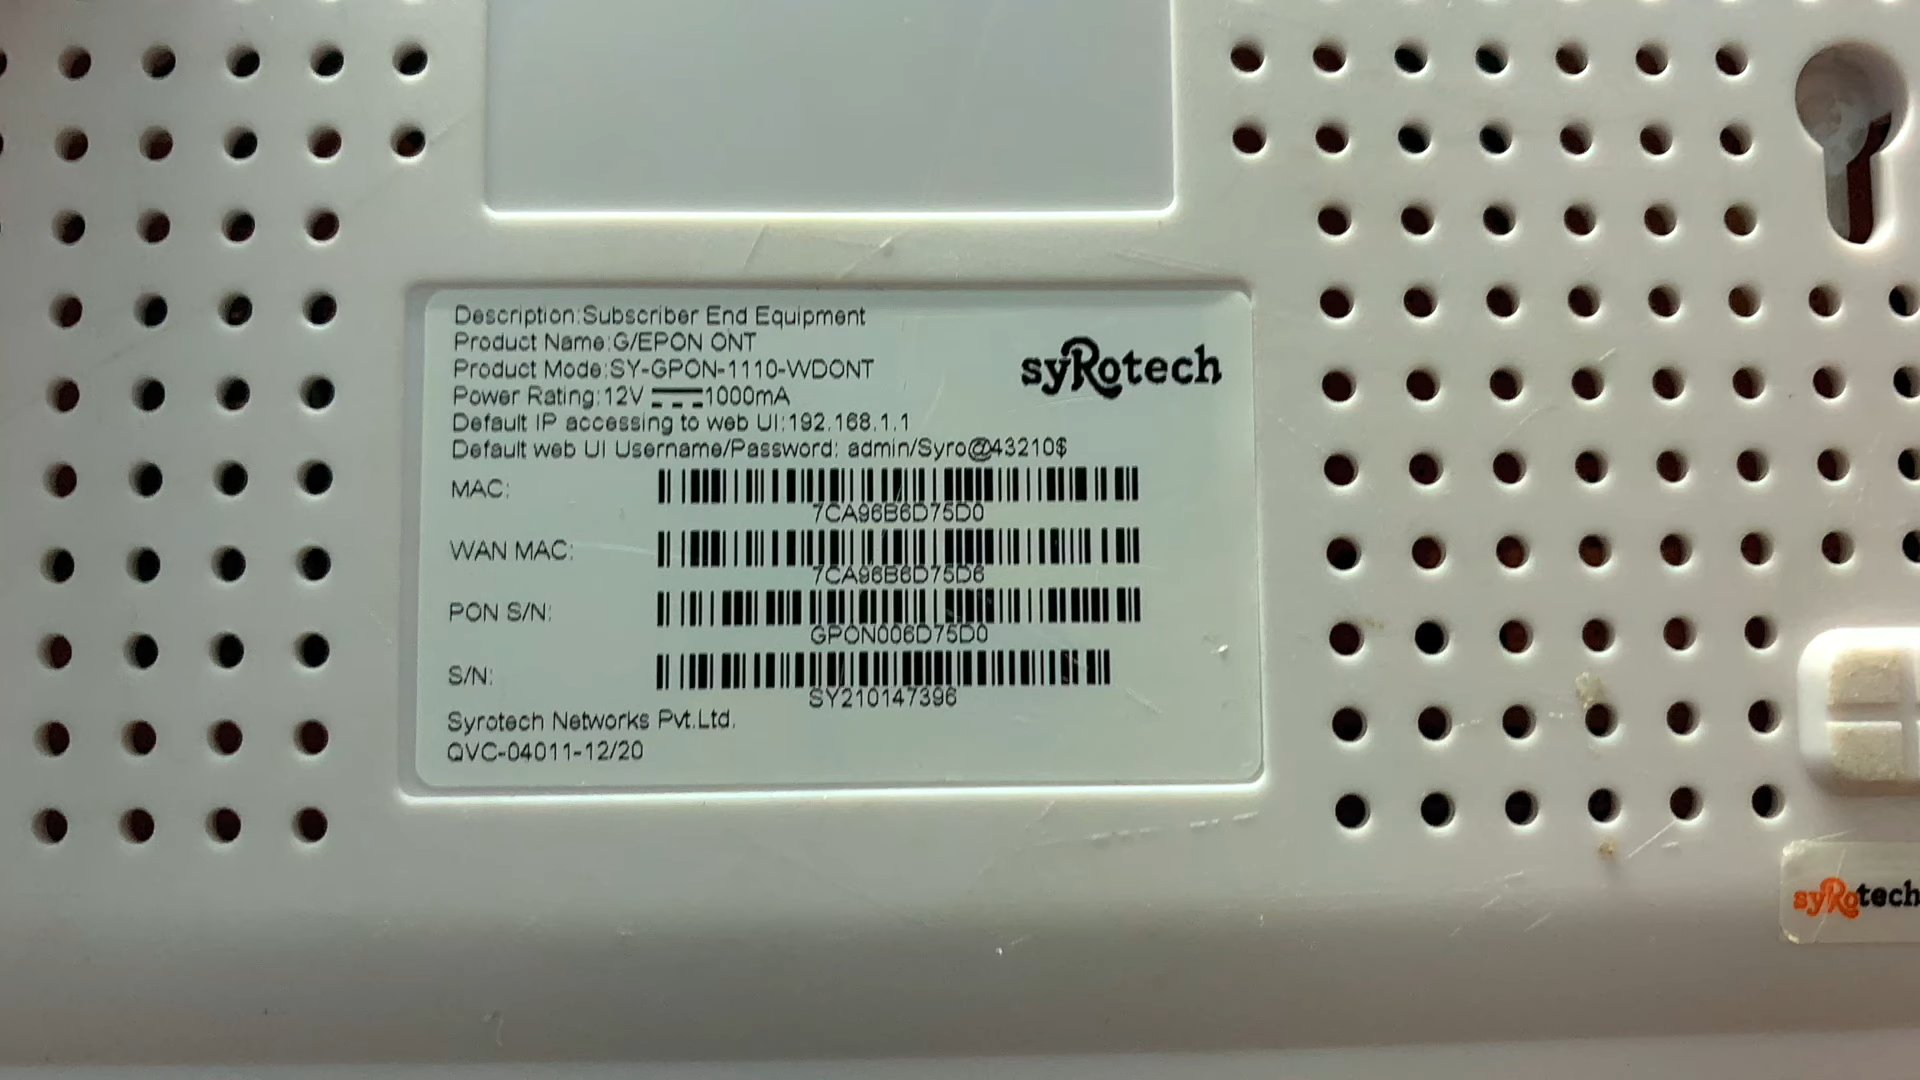 Description:Subscriber End Equipment
Product Name:G/EPON ONT
Product Mode:SY-GPON-1110-WDONT
Power Rating:12V 1000mA
Default IP accessing to web UI:192.168.1.1
Default web UI Username/Password: admin/Syro@43210$
syRotech
MAC:
7CA96B6D75D0
WAN MAC:
7CA96B6D75D6
PON S/N:
GPON006D75D0
S/N:
SY210147396
Syrotech Networks Pvt.Ltd.
QVC-04011-12/20
syRotech